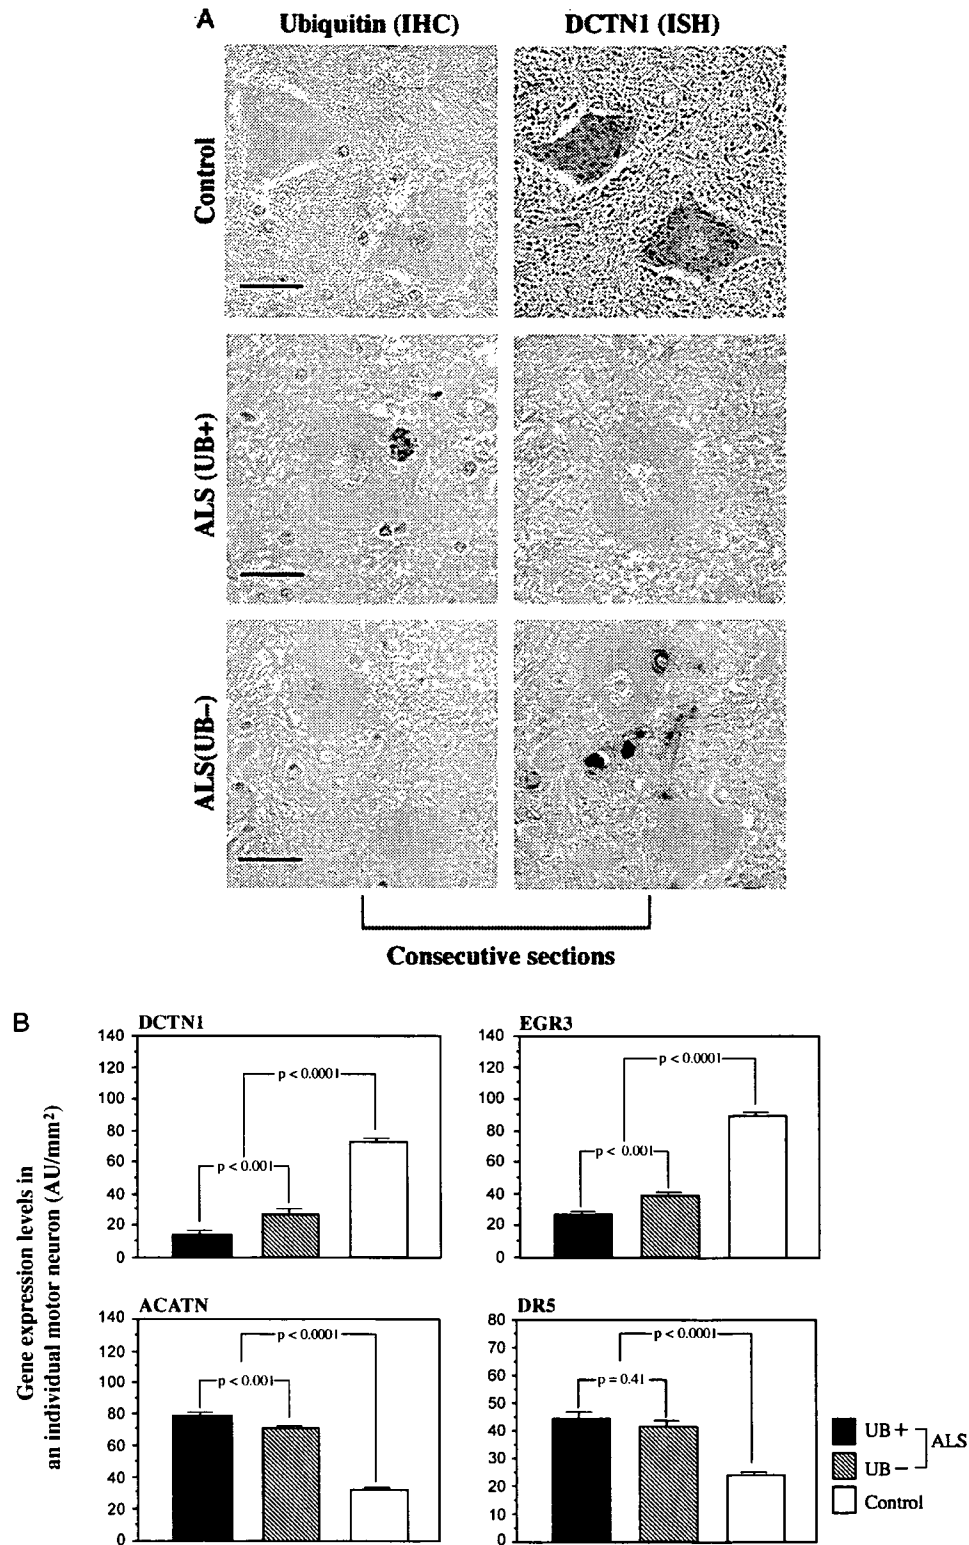 A
Ubiquitin (IHC) DCTN1 (ISH)
Control
ALS (UB+)
ALS(UB−)
Consecutive sections
B
Gene expression levels in
an individual motor neuron (AU/mm²)
DCTN1
140
120
100
80
60
40
20
0
p < 0.0001
p < 0.001
EGR3
140
120
100
80
60
40
20
0
p < 0.0001
p < 0.001
ACATN
140
120
100
80
60
40
20
0
p < 0.0001
p < 0.001
DR5
80
70
60
50
40
30
20
10
0
p < 0.0001
p = 0.41
UB +
UB −
ALS
Control